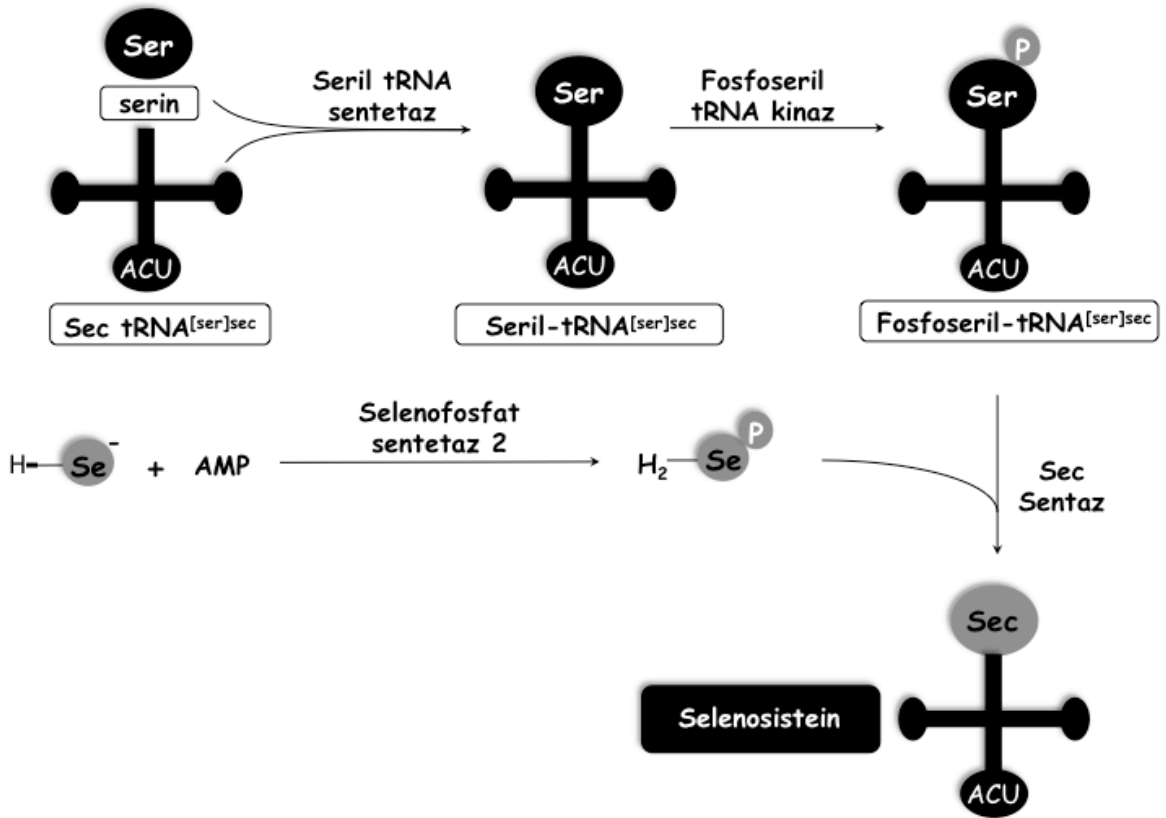 Ser
serin
ACU
Sec tRNA[ser]sec
Seril tRNA
sentetaz
Ser
ACU
Seril-tRNA[ser]sec
Fosfoseril
tRNA kinaz
P
Ser
ACU
Fosfoseril-tRNA[ser]sec
H Se - + AMP
Selenofosfat
sentetaz 2
H2 Se P
Sec
Sentaz
Sec
Selenosistein
ACU